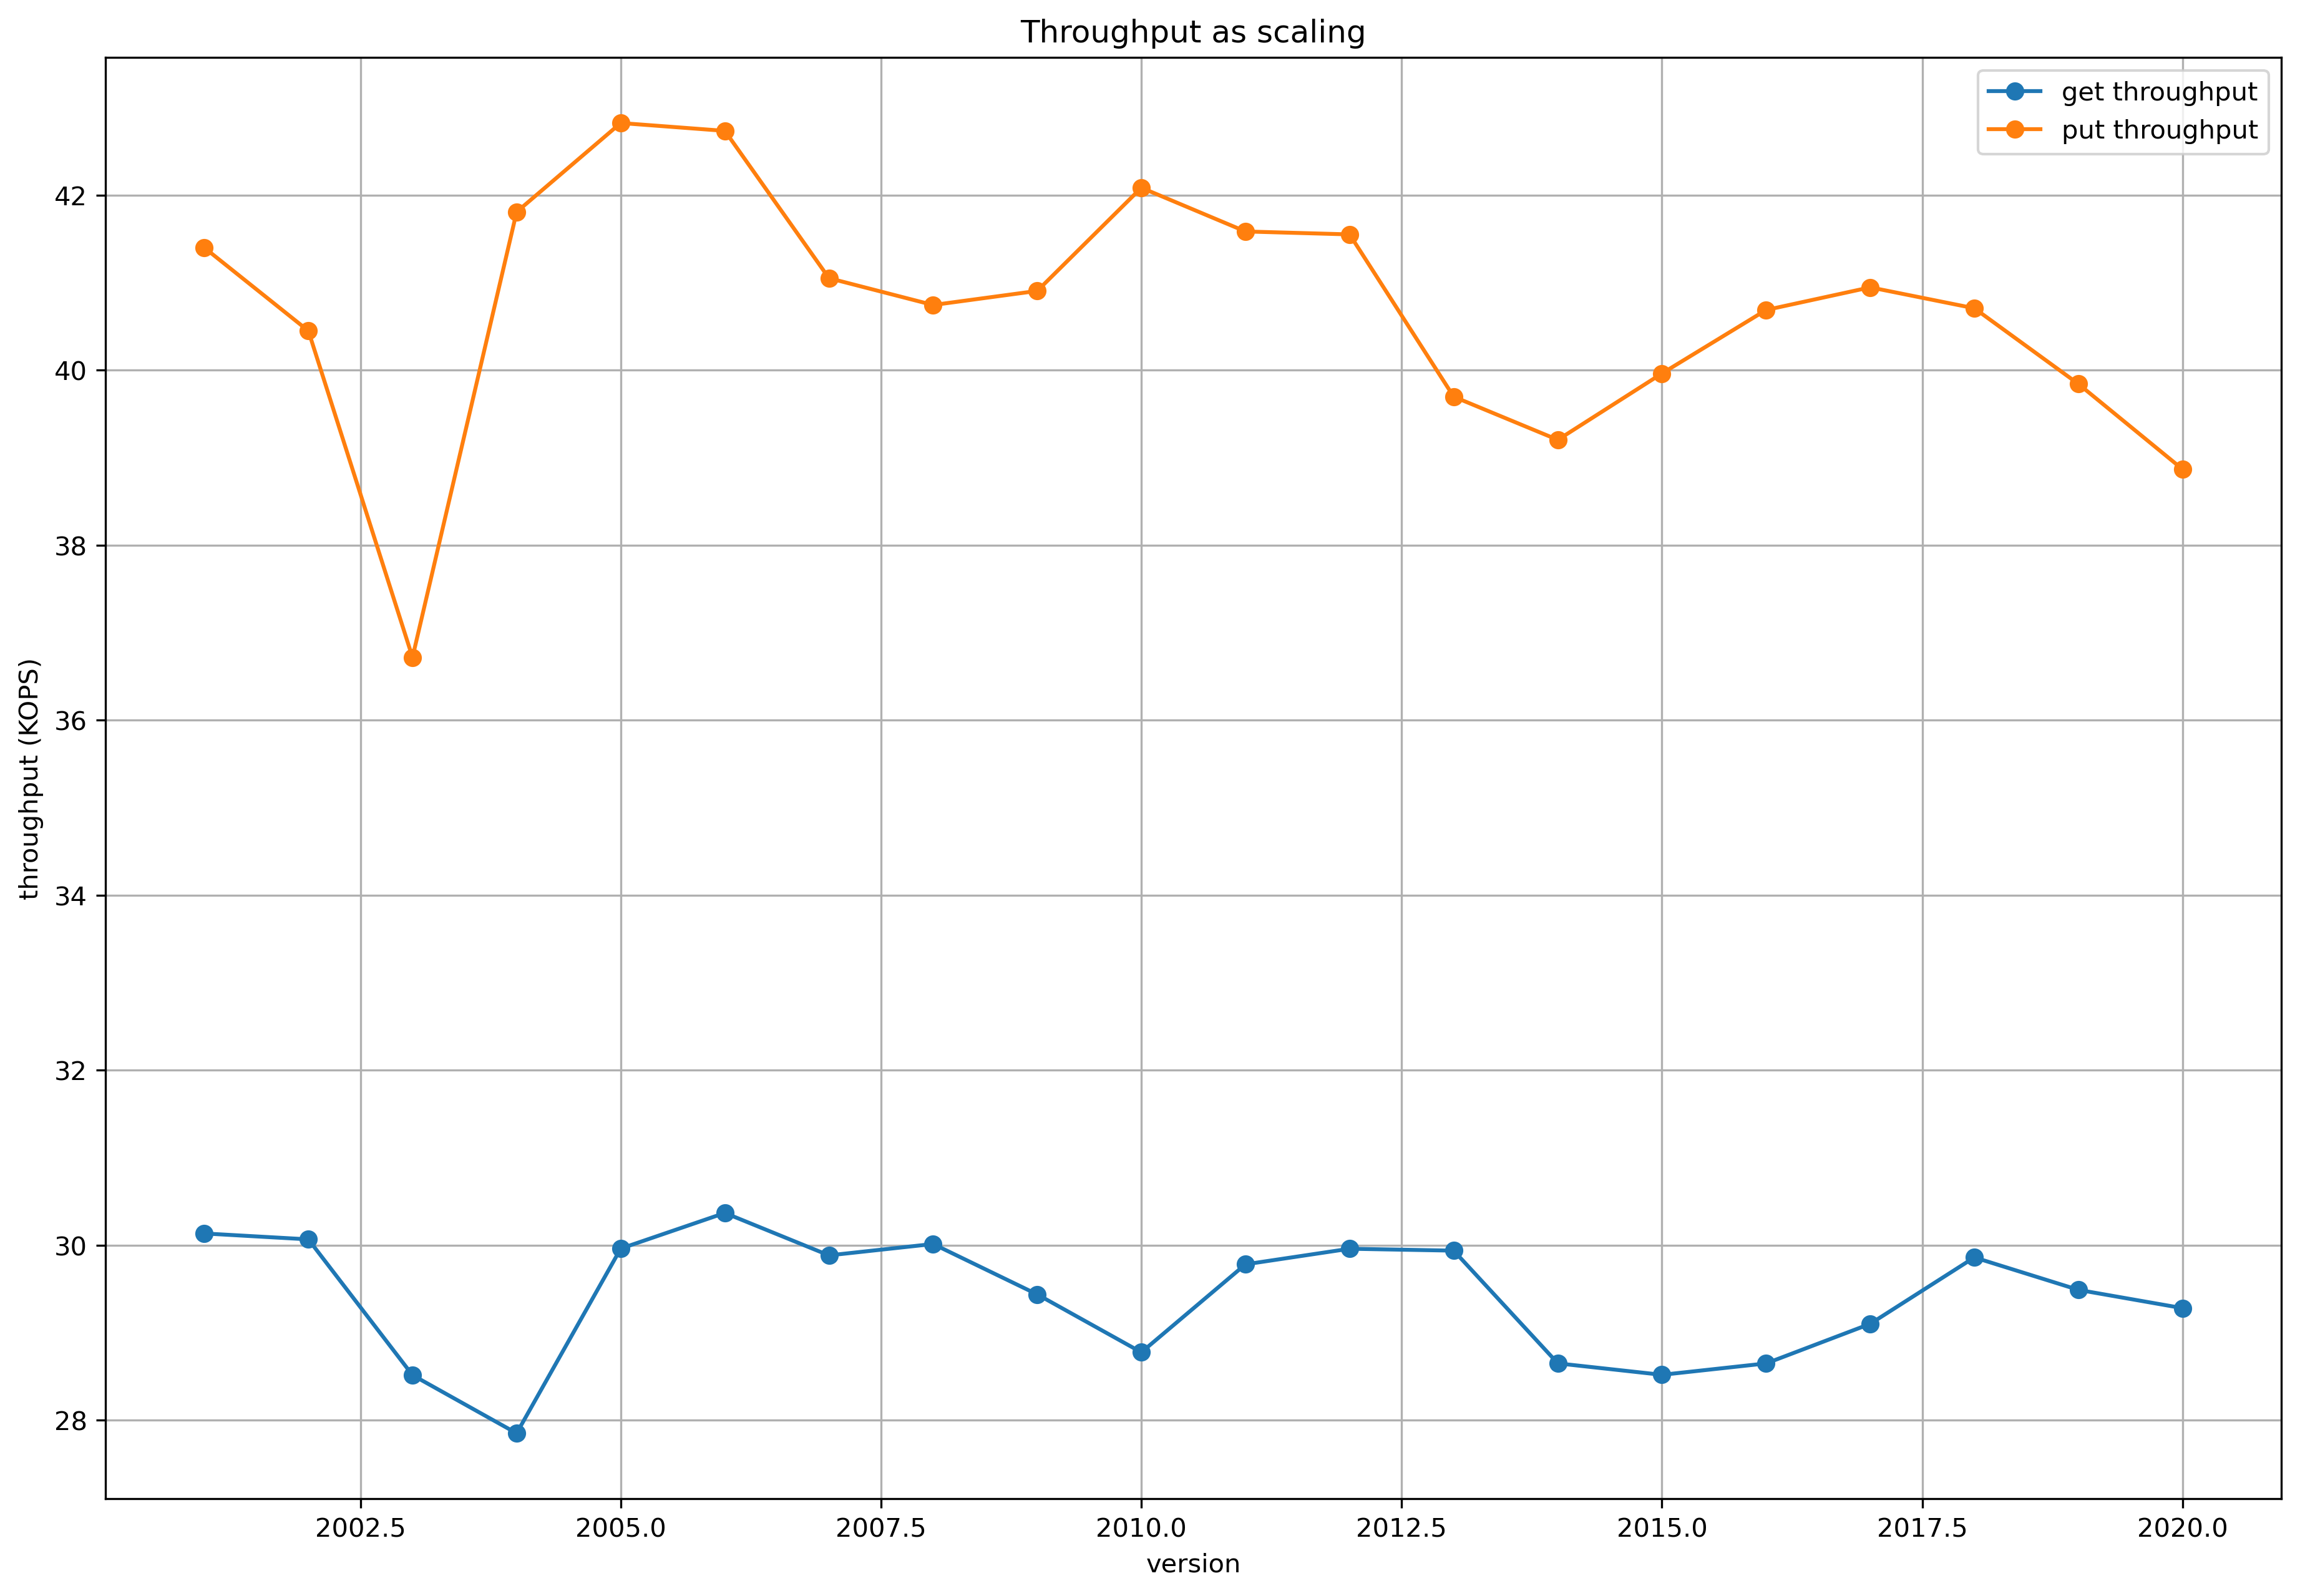 Throughput as scaling
get throughput
put throughput
throughput (KOPS)
42
40
38
36
34
32
30
28
2002.5 2005.0 2007.5 2010.0 2012.5 2015.0 2017.5 2020.0
version